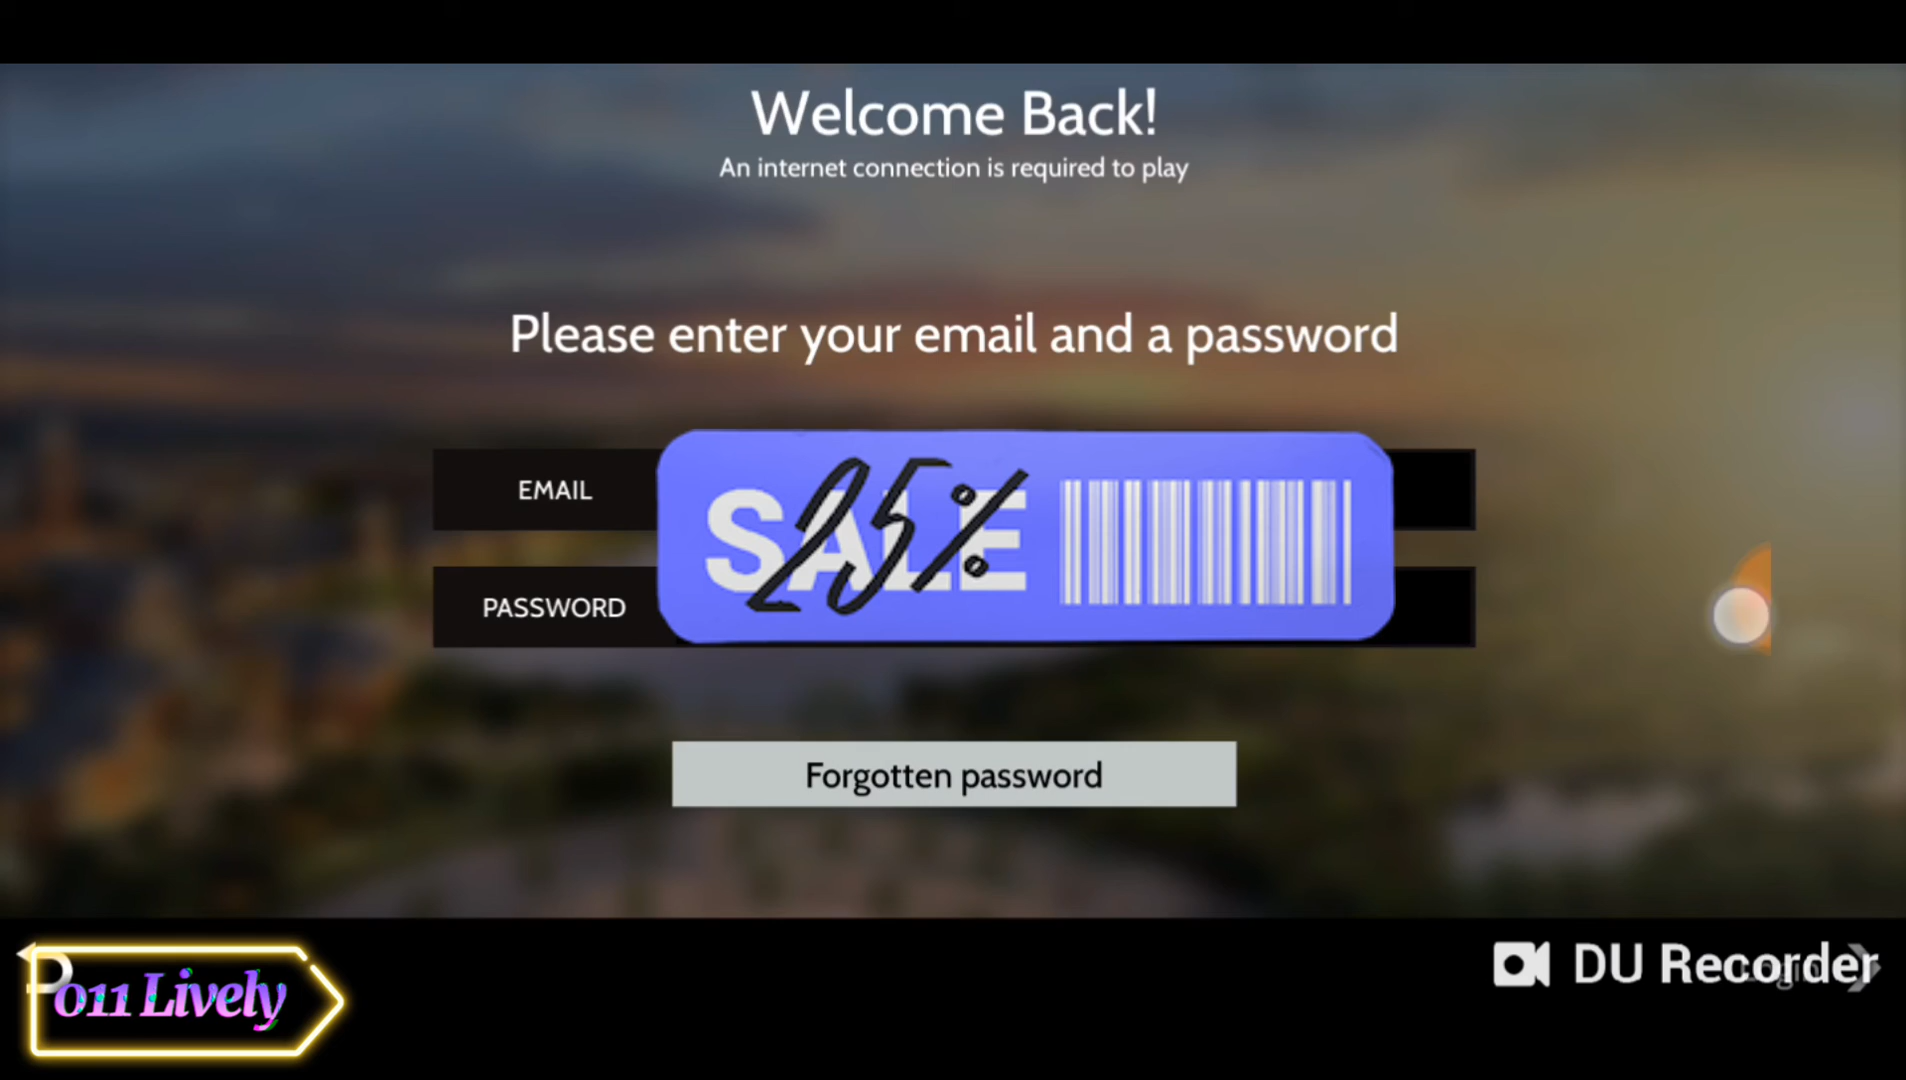 Welcome Back!
An internet connection is required to play
Please enter your email and a password
EMAIL
SALE
25%
PASSWORD
Forgotten password
011 Lively
DU Recorder
Login